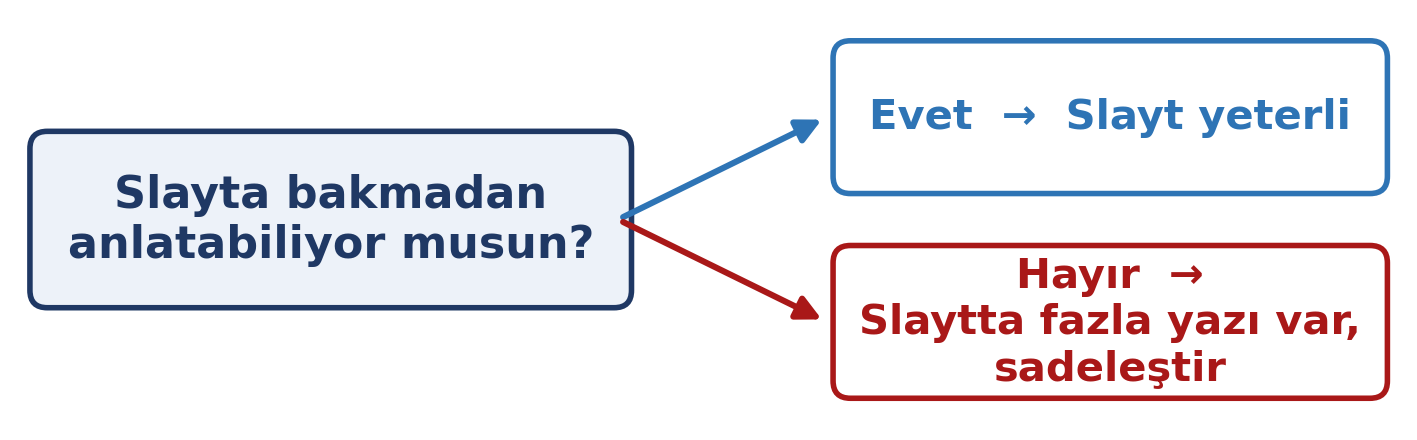 Slayta bakmadan
anlatabiliyor musun?
Evet → Slayt yeterli
Hayır →
Slaytta fazla yazı var,
sadeleştir